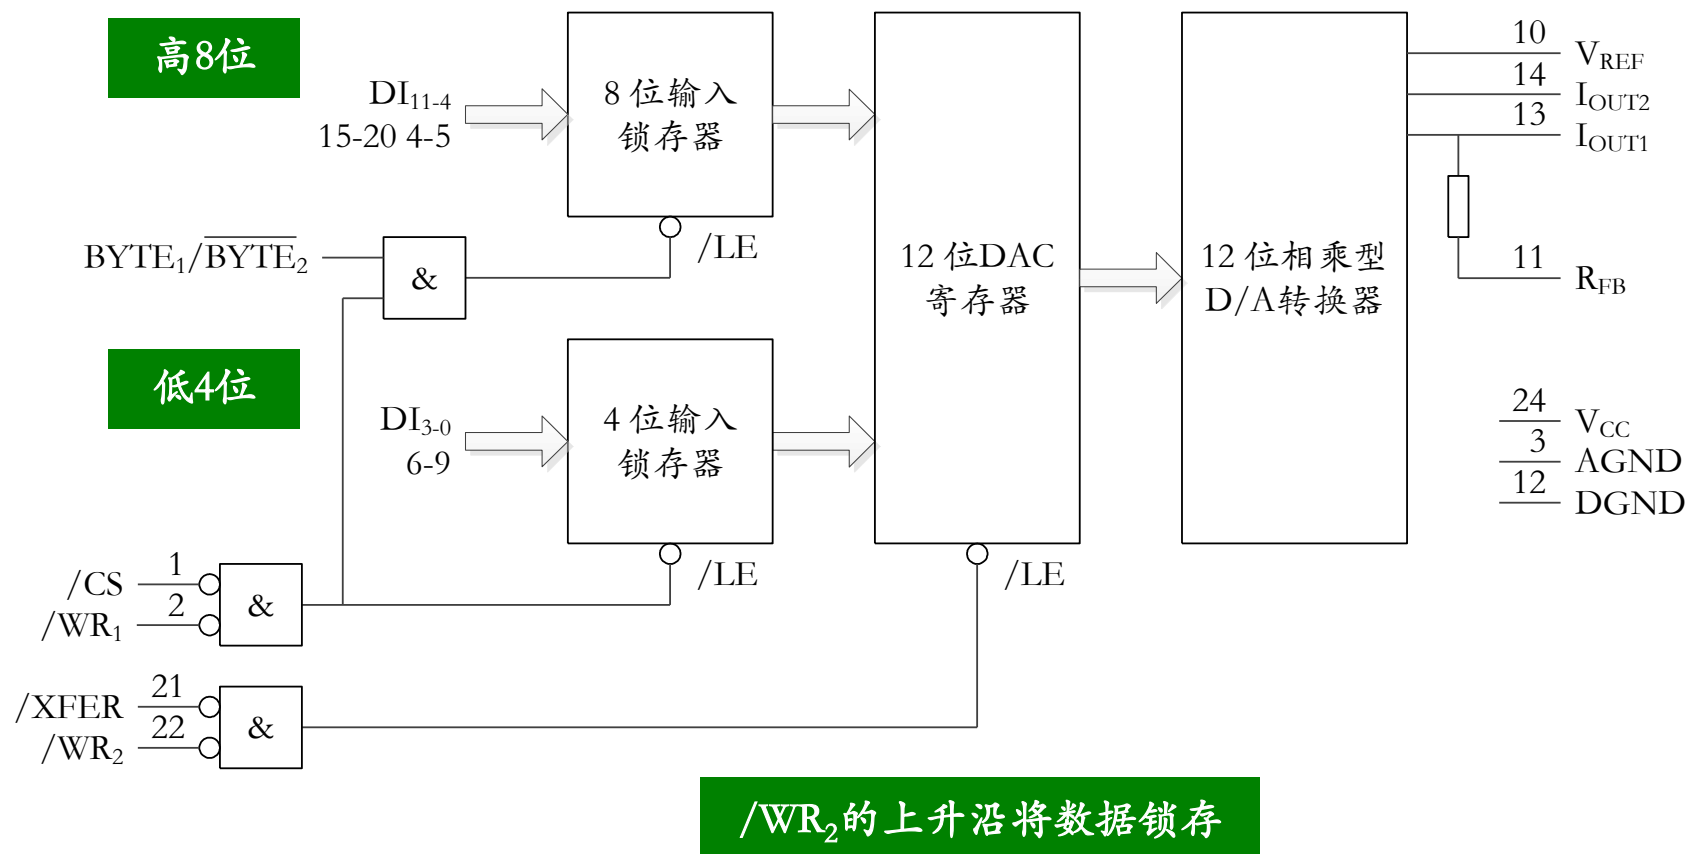 高8位
DI11-4
15-20 4-5
8 位输入
锁存器
/LE
BYTE1/BYTE2
&
低4位
DI3-0
6-9
4 位输入
锁存器
/LE
/CS
1
/WR1
2
&
/XFER
21
/WR2
22
&
12 位DAC
寄存器
/LE
12 位相乘型
D/A转换器
10
VREF
14
IOUT2
13
IOUT1
11
RFB
24
VCC
3
AGND
12
DGND
/WR2的上升沿将数据锁存